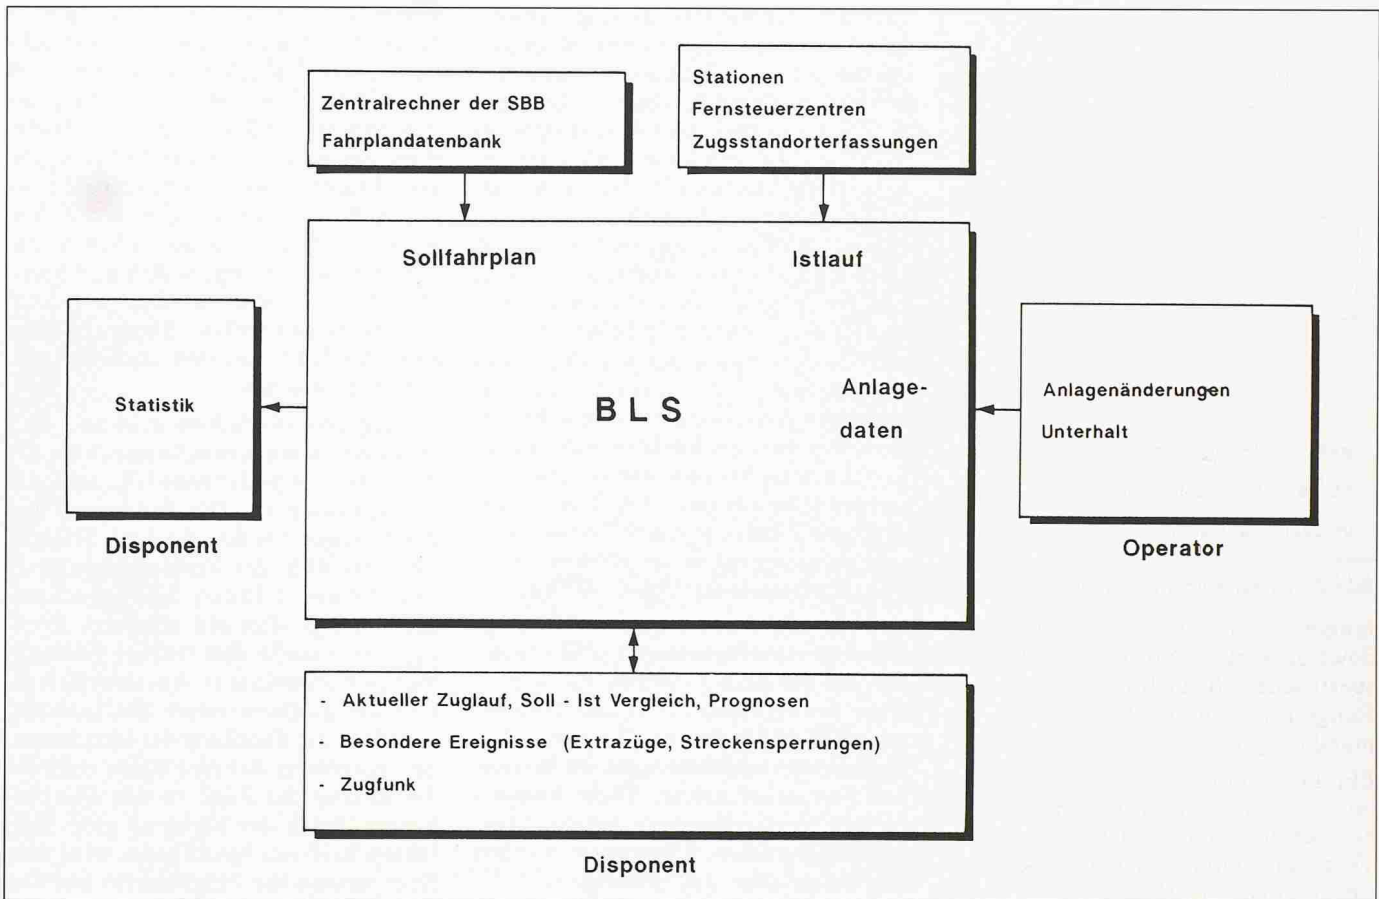 Zentralrechner der SBB
Fahrplandatenbank
Stationen
Fernsteuerzentren
Zugsstandorterfassungen
Sollfahrplan
Istlauf
Statistik
Disponent
B L S
Anlage-
daten
Anlagenänderungen
Unterhalt
Operator
- Aktueller Zuglauf, Soll - Ist Vergleich, Prognosen
- Besondere Ereignisse (Extrazüge, Streckensperrungen)
- Zugfunk
Disponent